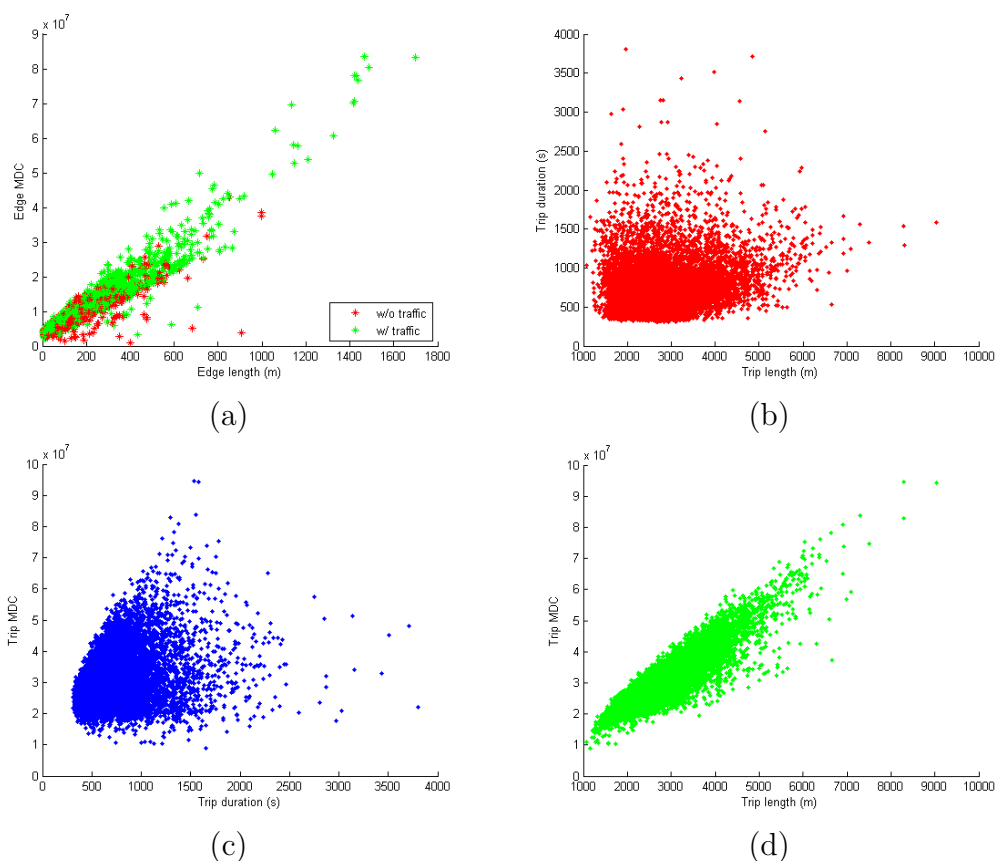 x 10^7
9
8
7
6
5
4
3
2
1
0
Edge MDC
0 200 400 600 800 1000 1200 1400 1600 1800
Edge length (m)
w/o traffic
w/ traffic
(a)
4000
3500
3000
2500
2000
1500
1000
500
0
Trip duration (s)
1000 2000 3000 4000 5000 6000 7000 8000 9000 10000
Trip length (m)
(b)
x 10^7
10
9
8
7
6
5
4
3
2
1
0
Trip MDC
0 500 1000 1500 2000 2500 3000 3500 4000
Trip duration (s)
(c)
x 10^7
10
9
8
7
6
5
4
3
2
1
0
Trip MDC
1000 2000 3000 4000 5000 6000 7000 8000 9000 10000
Trip length (m)
(d)